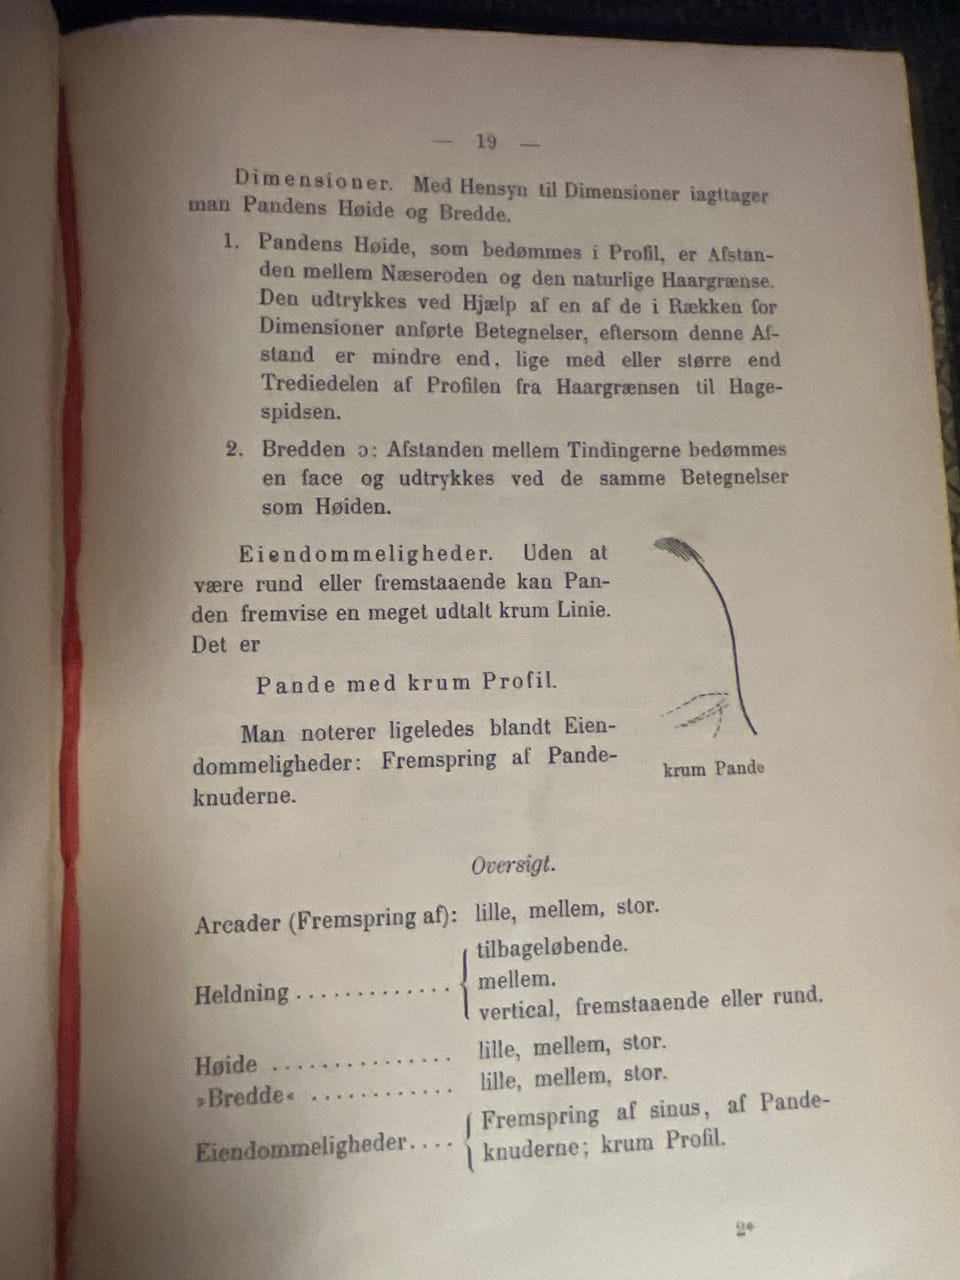 — 19 —
Dimensioner. Med Hensyn til Dimensioner iagttager
man Pandens Høide og Bredde.
1. Pandens Høide, som bedømmes i Profil, er Afstan-
den mellem Næseroden og den naturlige Haargrænse.
Den udtrykkes ved Hjælp af en af de i Rækken for
Dimensioner anførte Betegnelser, eftersom denne Af-
stand er mindre end, lige med eller større end
Trediedelen af Profilen fra Haargrænsen til Hage-
spidsen.
2. Bredden ɔ: Afstanden mellem Tindingerne bedømmes
en face og udtrykkes ved de samme Betegnelser
som Høiden.
Eiendommeligheder. Uden at
være rund eller fremstaaende kan Pan-
den fremvise en meget udtalt krum Linie.
Det er
Pande med krum Profil.
Man noterer ligeledes blandt Eien-
dommeligheder: Fremspring af Pande-
knuderne.
krum Pande
Oversigt.
Arcader (Fremspring af): lille, mellem, stor.
Heldning ............. { tilbageløbende.
mellem.
vertical, fremstaaende eller rund.
Høide ............... lille, mellem, stor.
»Bredde« ............ lille, mellem, stor.
Eiendommeligheder.... { Fremspring af sinus, af Pande-
knuderne; krum Profil.
2*